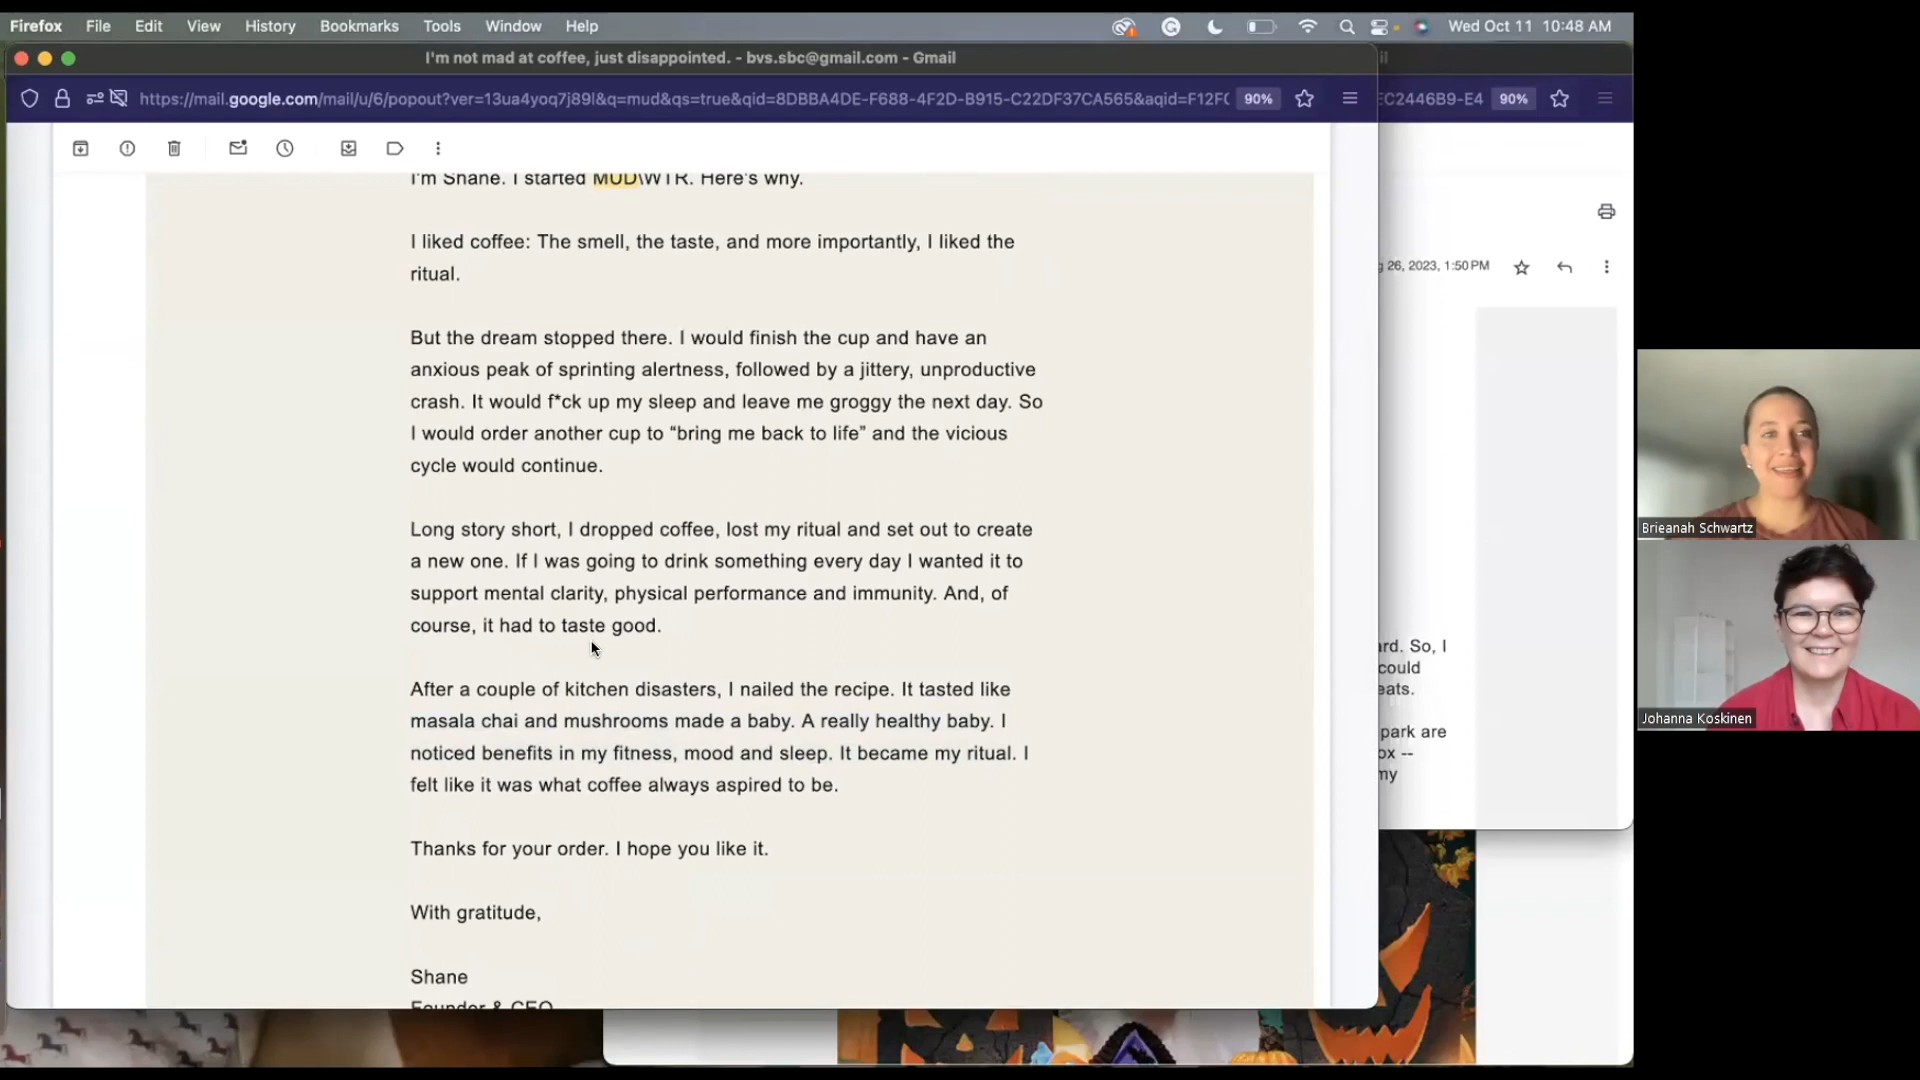 Firefox File Edit View History Bookmarks Tools Window Help Wed Oct 11 10:48 AM
I'm not mad at coffee, just disappointed. - bvs.sbc@gmail.com - Gmail
https://mail.google.com/mail/u/6/popout?ver=13ua4yoq7j89l&q=mud&qs=true&qid=8DBBA4DE-F688-4F2D-B915-C22DF37CA565&aqid=F12F 90% EC2446B9-E4 90%
I'm Shane. I started MUD\WTR. Here's why.
I liked coffee: The smell, the taste, and more importantly, I liked the
ritual.
But the dream stopped there. I would finish the cup and have an
anxious peak of sprinting alertness, followed by a jittery, unproductive
crash. It would f*ck up my sleep and leave me groggy the next day. So
I would order another cup to “bring me back to life” and the vicious
cycle would continue.
Long story short, I dropped coffee, lost my ritual and set out to create
a new one. If I was going to drink something every day I wanted it to
support mental clarity, physical performance and immunity. And, of
course, it had to taste good.
After a couple of kitchen disasters, I nailed the recipe. It tasted like
masala chai and mushrooms made a baby. A really healthy baby. I
noticed benefits in my fitness, mood and sleep. It became my ritual. I
felt like it was what coffee always aspired to be.
Thanks for your order. I hope you like it.
With gratitude,
Shane
Founder & CEO
26, 2023, 1:50 PM
ard. So, I
could
eats.
park are
ox --
my
Brieanah Schwartz
Johanna Koskinen